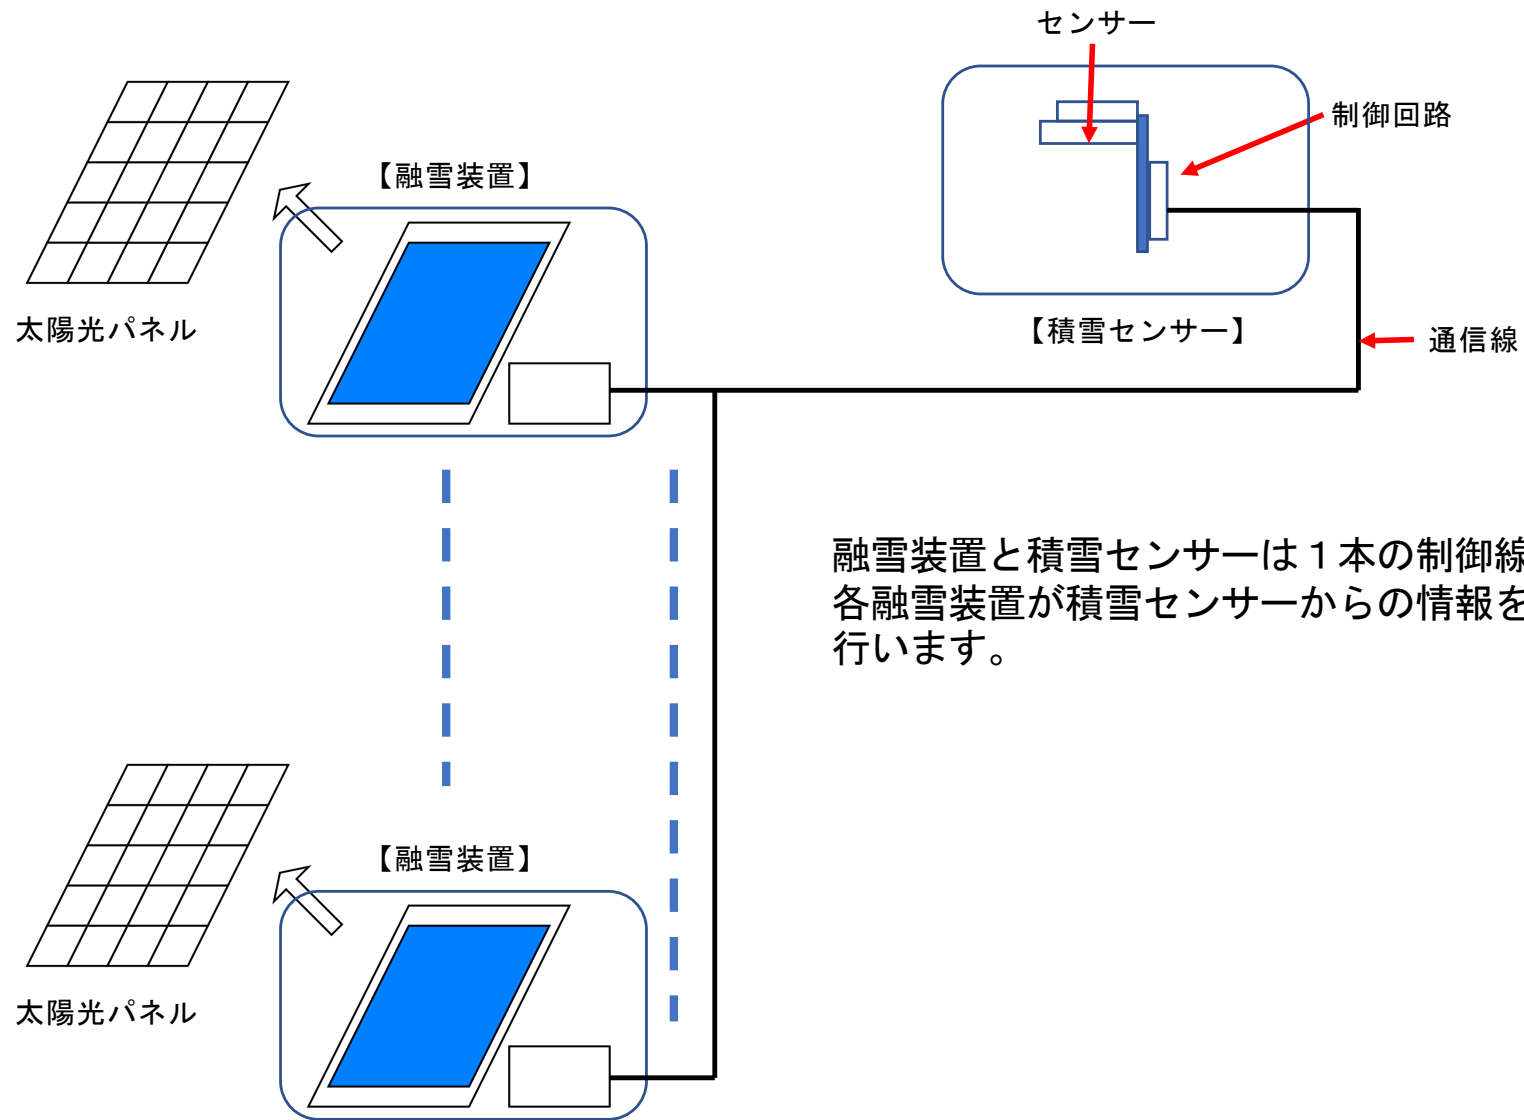 センサー
制御回路
【融雪装置】
太陽光パネル
【積雪センサー】
通信線
融雪装置と積雪センサーは１本の制御線
各融雪装置が積雪センサーからの情報を
行います。
【融雪装置】
太陽光パネル